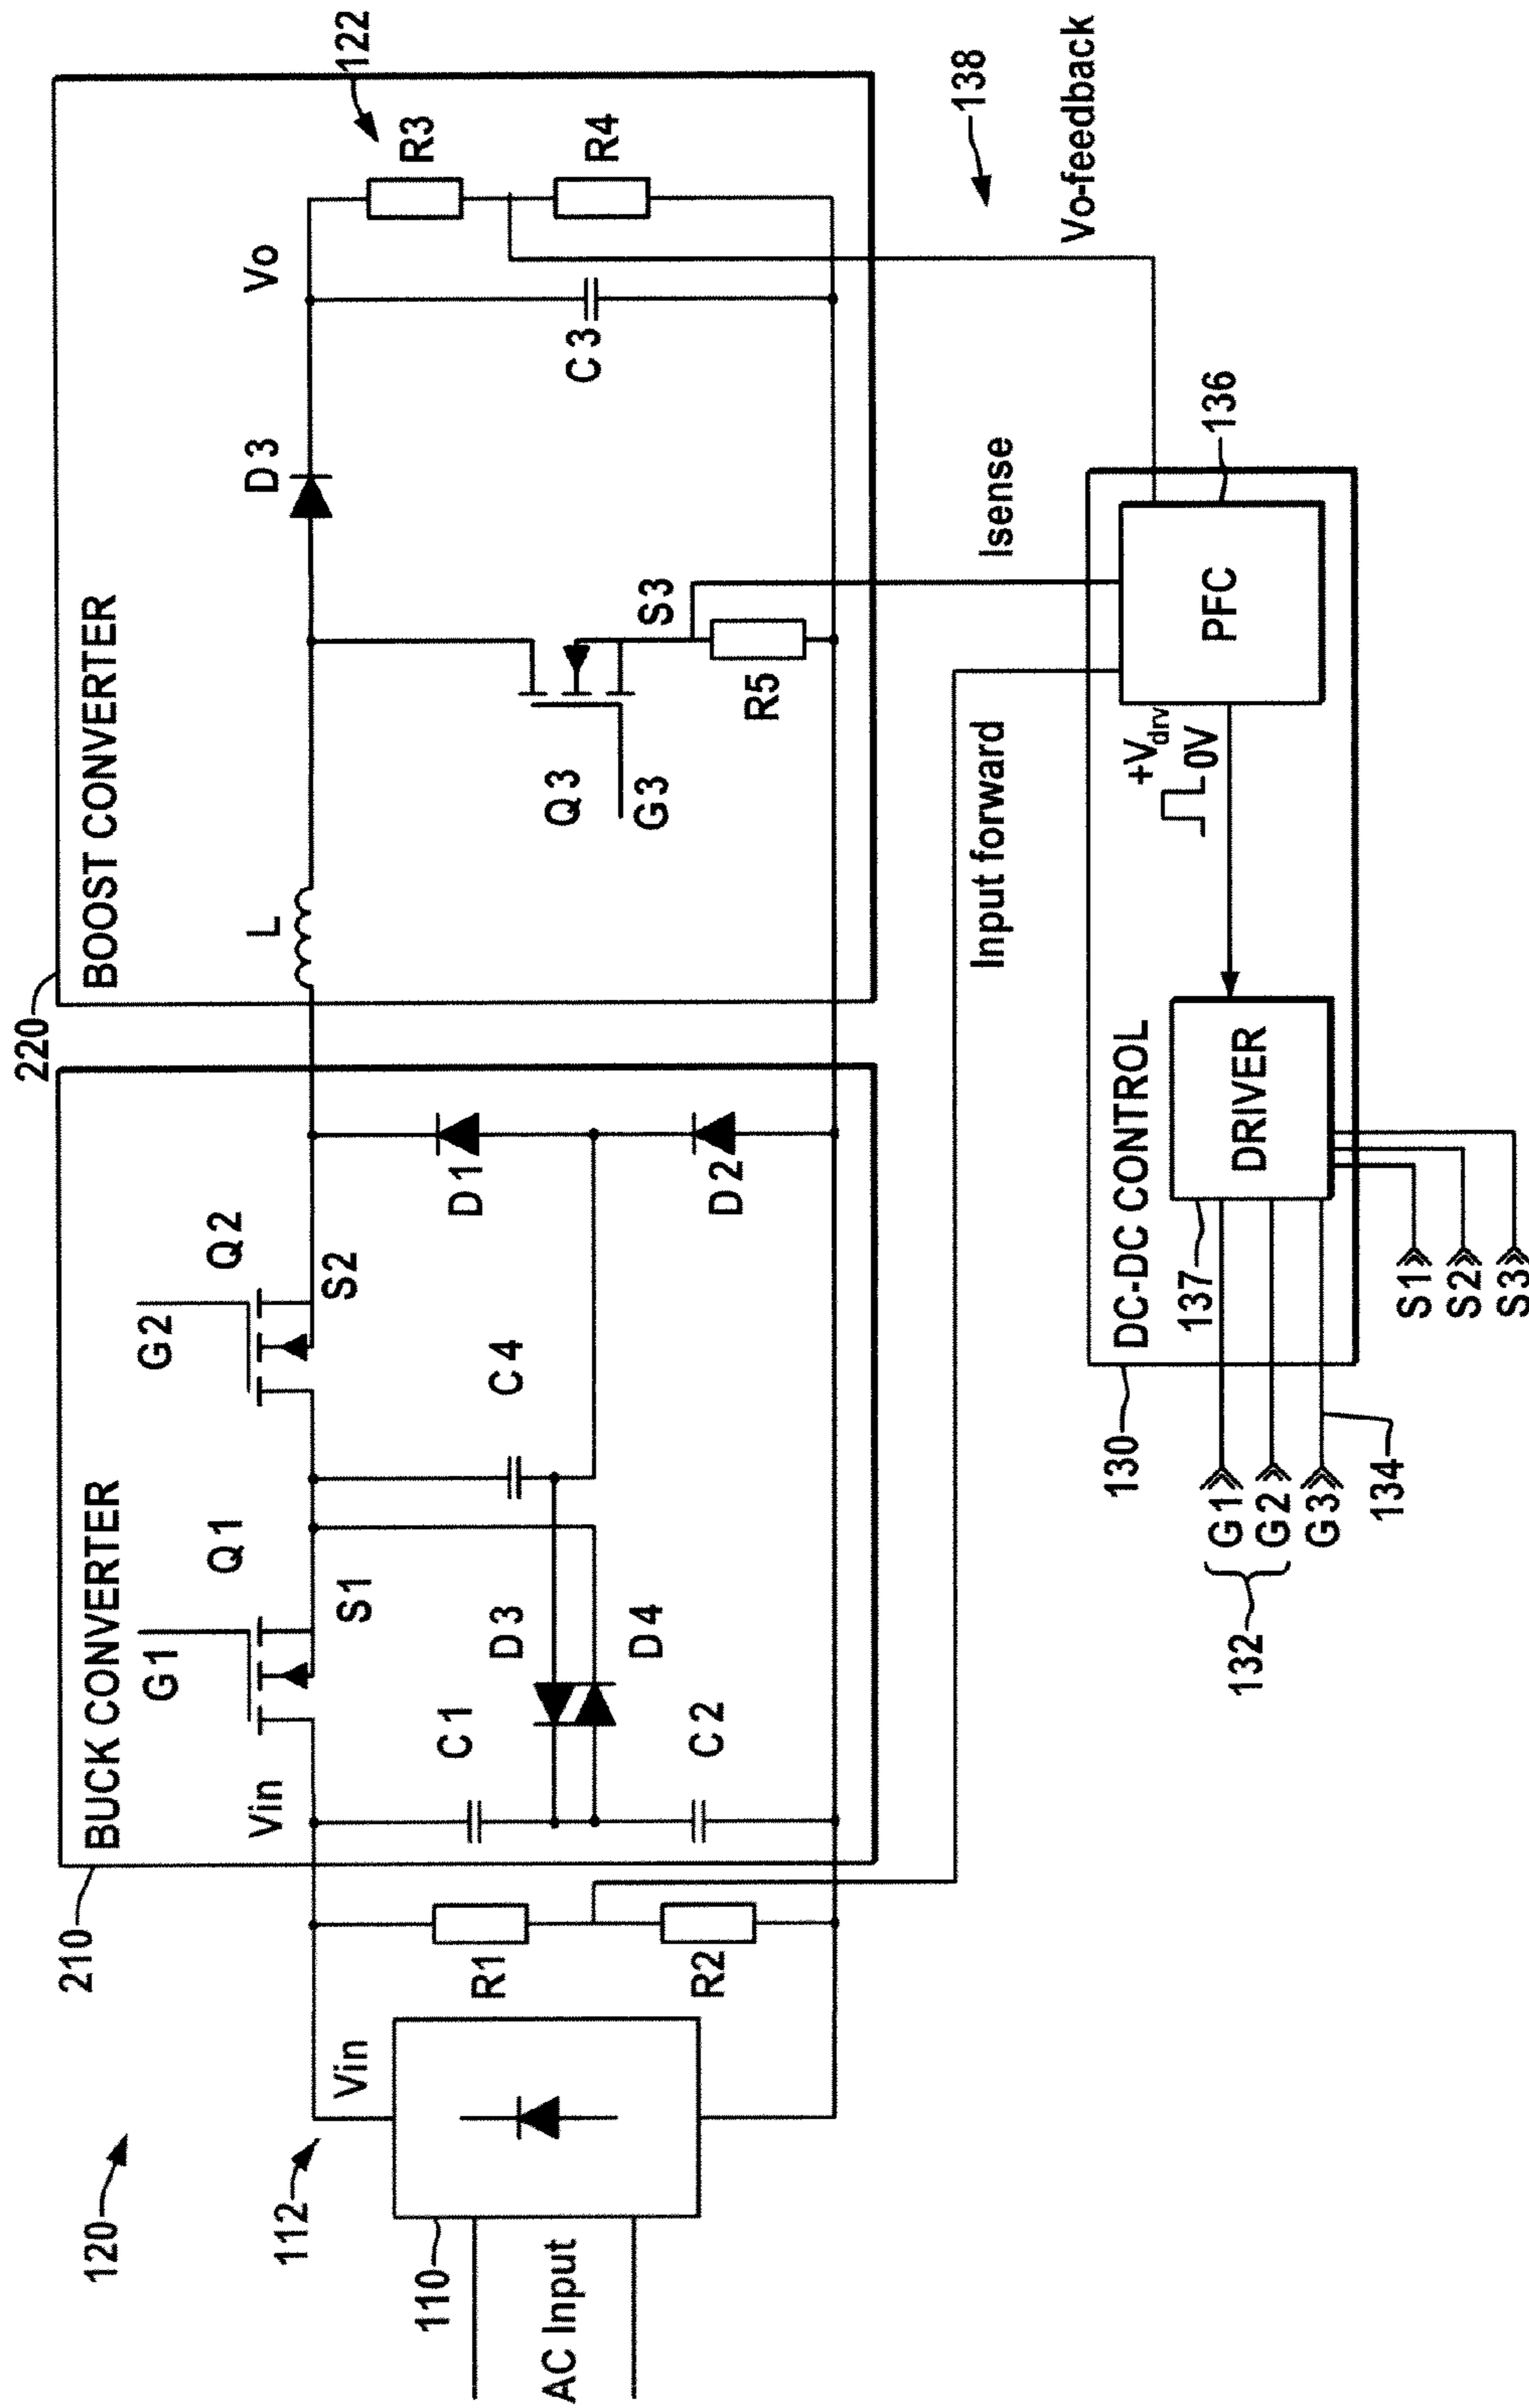 120
112
Vin
110
AC Input
R1
R2
210
BUCK CONVERTER
Vin
G1
Q1
S1
G2
Q2
S2
C1
C2
D3
D4
C4
D1
D2
220
BOOST CONVERTER
L
D3
Vo
122
Q3
G3
S3
R5
C3
R3
R4
138
Input forward
Isense
Vo-feedback
130
DC-DC CONTROL
137
DRIVER
+Vdrv
0V
PFC
136
132
G1
G2
G3
134
S1
S2
S3